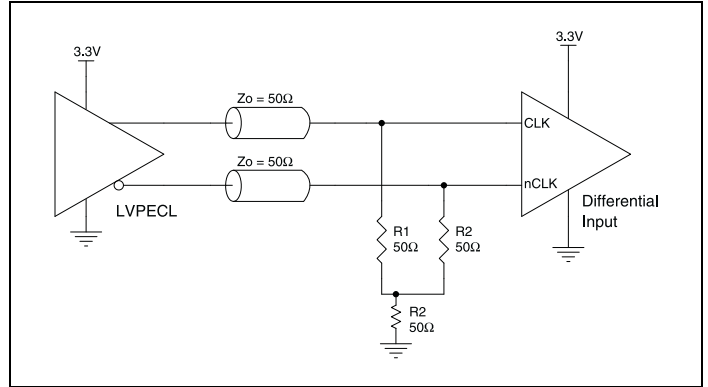 3.3V
3.3V
Zo = 50Ω
CLK
Zo = 50Ω
nCLK
LVPECL
Differential
Input
R1
50Ω
R2
50Ω
R2
50Ω